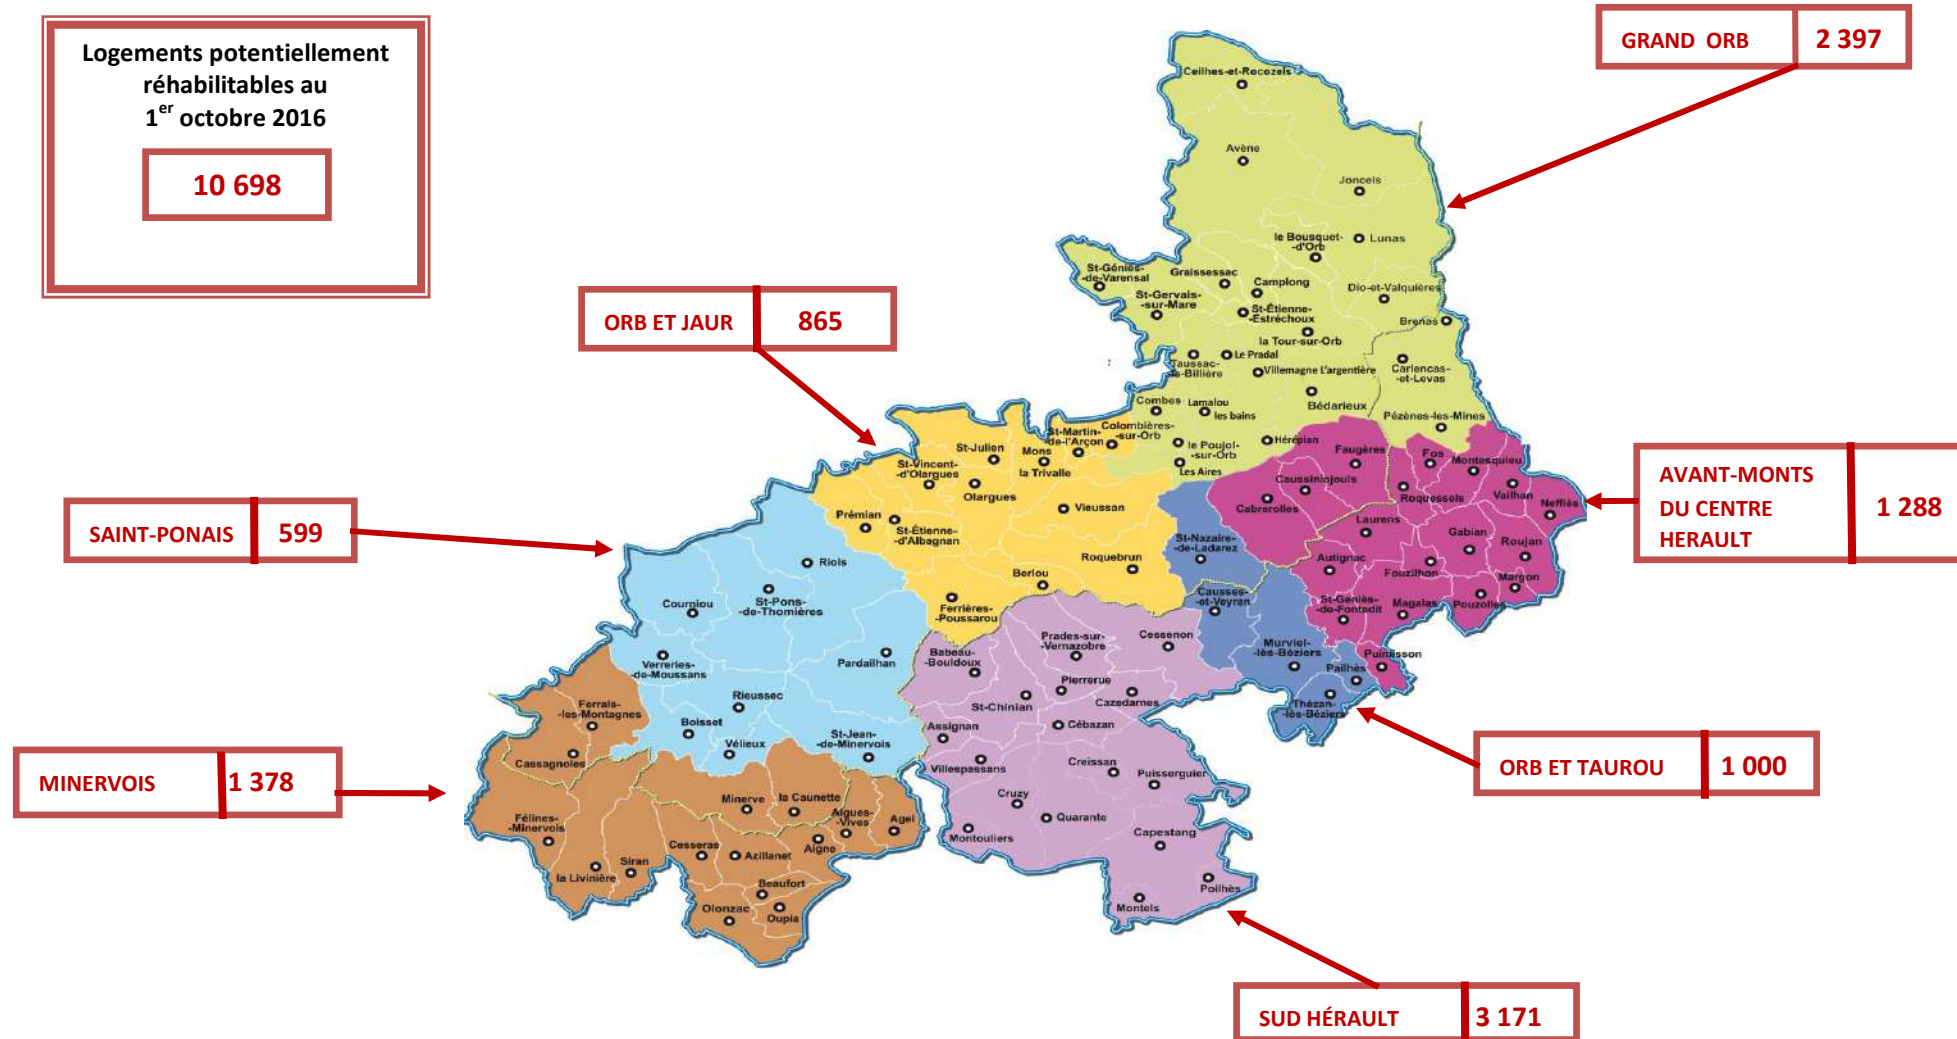 Logements potentiellement
réhabilitables au
1er octobre 2016
10 698
GRAND ORB 2 397
ORB ET JAUR 865
SAINT-PONAIS 599
MINERVOIS 1 378
AVANT-MONTS
DU CENTRE
HERAULT
1 288
ORB ET TAUROU 1 000
SUD HÉRAULT 3 171
Ceilhes-et-Rocozels
Avène
Joncels
le Bousquet-
-d'Orb
Lunas
St-Géniès-
-de-Varensal
Graissessac
Camplong
Dio-et-Valquières
St-Gervais-
-sur-Mare
St-Étienne-
-Estréchoux
Brenas
la Tour-sur-Orb
Taussac-
-la-Billière
Le Pradal
Villemagne L'argentière
Carlencas-
-et-Levas
Combes
Lamalou
les bains
Bédarieux
Pézènes-les-Mines
Colombières-
-sur-Orb
le Poujol-
-sur-Orb
Hérépian
Les Aires
St-Martin-
-de-l'Arçon
Mons
la Trivalle
St-Julien
St-Vincent-
-d'Olargues
Olargues
Vieussan
Prémian
St-Étienne-
-d'Albagnan
Roquebrun
Berlou
Ferrières-
-Poussarou
Faugères
Fos
Montesquieu
Caussiniojouls
Roquessels
Vailhan
Neffiès
Cabrerolles
Laurens
Gabian
Roujan
Autignac
Fouzilhon
Margon
St-Geniès-
-de-Fontedit
Magalas
Pouzolles
Puimisson
St-Nazaire-
-de-Ladarez
Causses-
-et-Veyran
Murviel-
-lès-Béziers
Pailhès
Thézan-
-lès-Béziers
Riols
Courniou
St-Pons-
-de-Thomières
Verreries-
-de-Moussans
Pardailhan
Rieussec
Boisset
Vélieux
St-Jean-
-de-Minervois
Babeau-
-Bouldoux
Prades-sur-
-Vernazobre
Cessenon
Pierrerue
St-Chinian
Cazedarnes
Assignan
Cébazan
Villespassans
Creissan
Puisserguier
Cruzy
Quarante
Montouliers
Capestang
Poilhès
Montels
Ferrals-
-les-Montagnes
Cassagnoles
Minerve
la Caunette
Aigues-
-Vives
Agel
Félines-
-Minervois
Cesseras
Azillanet
Aigne
la Livinière
Siran
Beaufort
Olonzac
Oupia